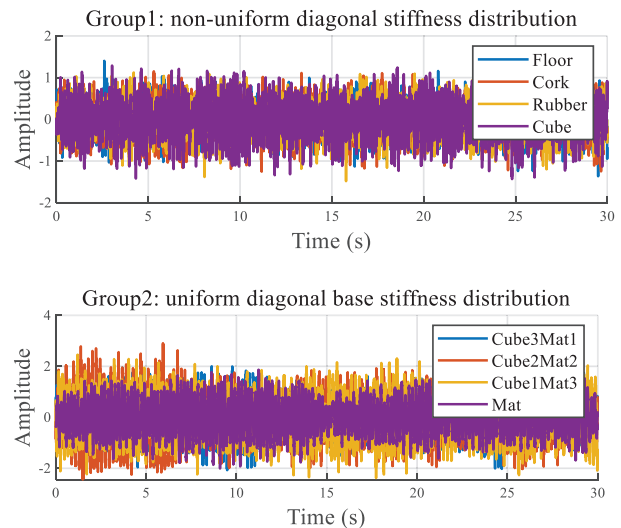 Group1: non-uniform diagonal stiffness distribution
2
1
0
-1
-2
Amplitude
Floor
Cork
Rubber
Cube
0 5 10 15 20 25 30
Time (s)
Group2: uniform diagonal base stiffness distribution
4
2
0
-2
Amplitude
Cube3Mat1
Cube2Mat2
Cube1Mat3
Mat
0 5 10 15 20 25 30
Time (s)